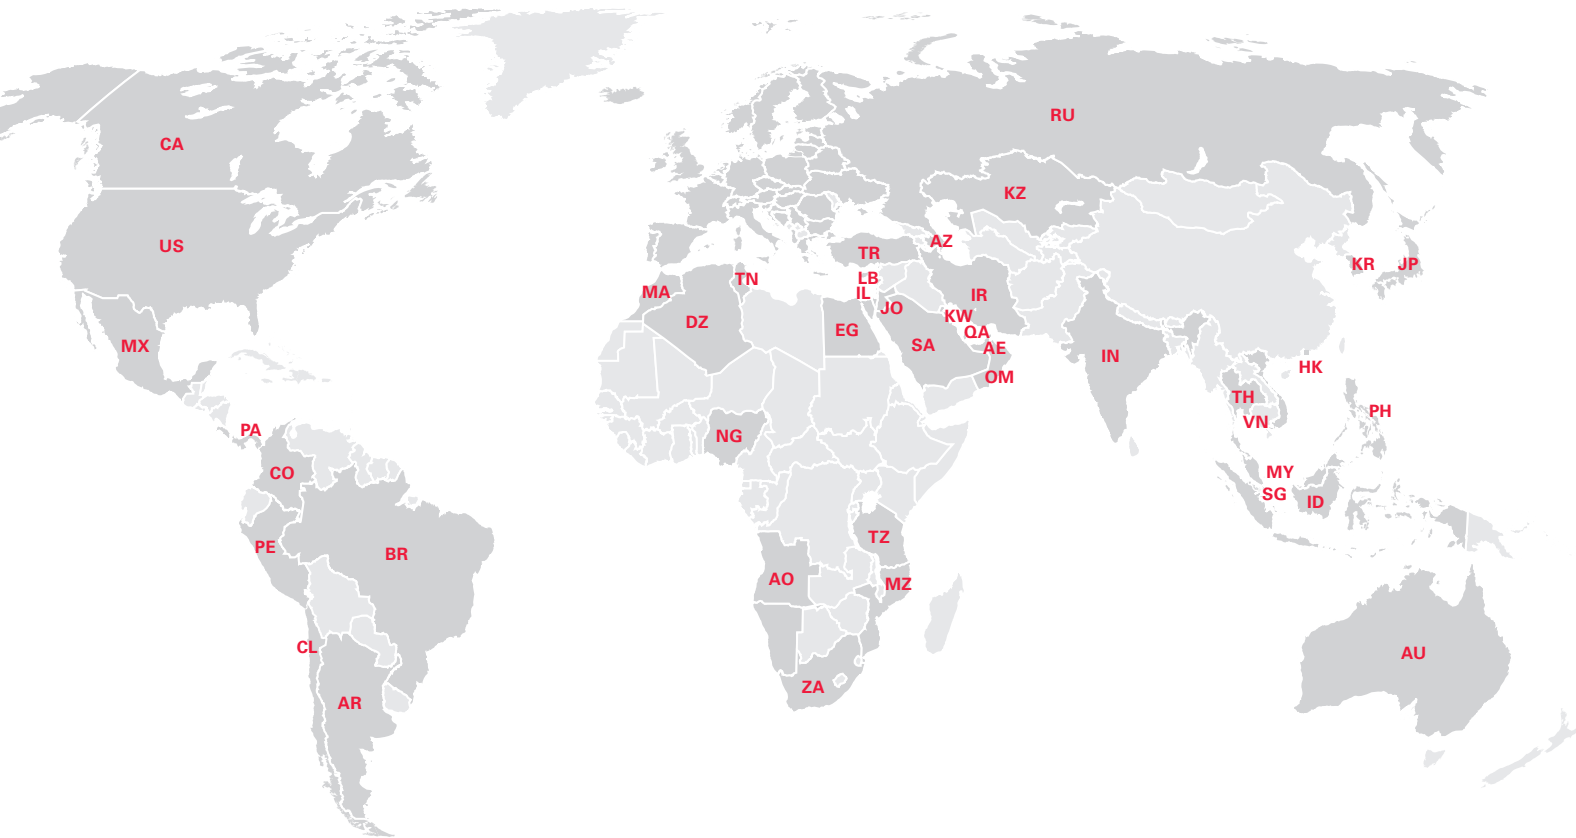 RU
CA
KZ
AZ
US
TR
KR
JP
TN
LB
MA
IL
IR
JO
KW
DZ
EG
QA
MX
SA
AE
IN
HK
OM
TH
PH
VN
PA
NG
CO
MY
SG
ID
TZ
PE
BR
AO
MZ
CL
AU
ZA
AR